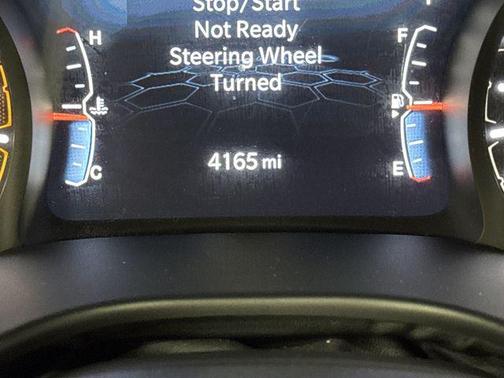 Stop/Start
Not Ready
Steering Wheel
Turned
H
F
C
4165 mi
E